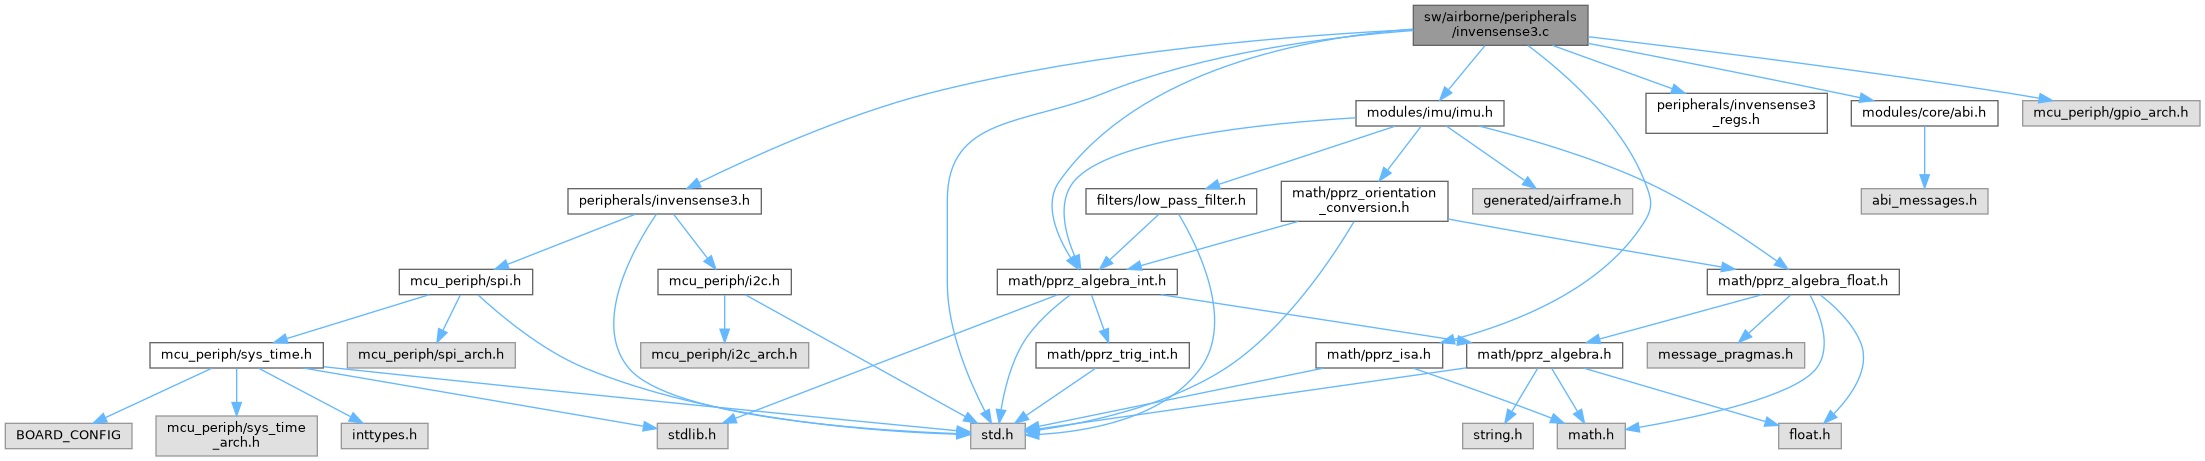 sw/airborne/peripherals
/invensense3.c
modules/imu/imu.h
peripherals/invensense3
_regs.h
modules/core/abi.h
mcu_periph/gpio_arch.h
peripherals/invensense3.h
filters/low_pass_filter.h
math/pprz_orientation
_conversion.h
generated/airframe.h
abi_messages.h
mcu_periph/spi.h
mcu_periph/i2c.h
math/pprz_algebra_int.h
math/pprz_algebra_float.h
mcu_periph/sys_time.h
mcu_periph/spi_arch.h
mcu_periph/i2c_arch.h
math/pprz_trig_int.h
math/pprz_isa.h
math/pprz_algebra.h
message_pragmas.h
BOARD_CONFIG
mcu_periph/sys_time
_arch.h
inttypes.h
stdlib.h
std.h
string.h
math.h
float.h